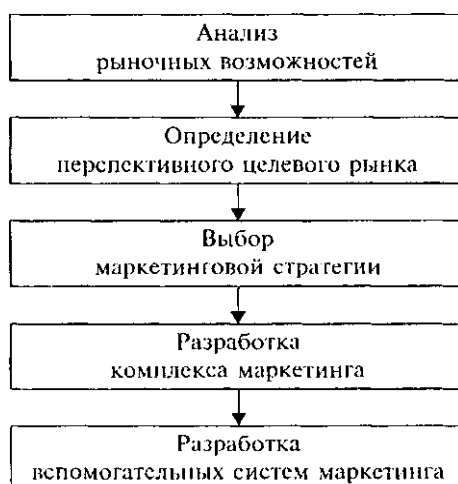 Анализ
рыночных возможностей
Определение
перспективного целевого рынка
Выбор
маркетинговой стратегии
Разработка
комплекса маркетинга
Разработка
вспомогательных систем маркетинга